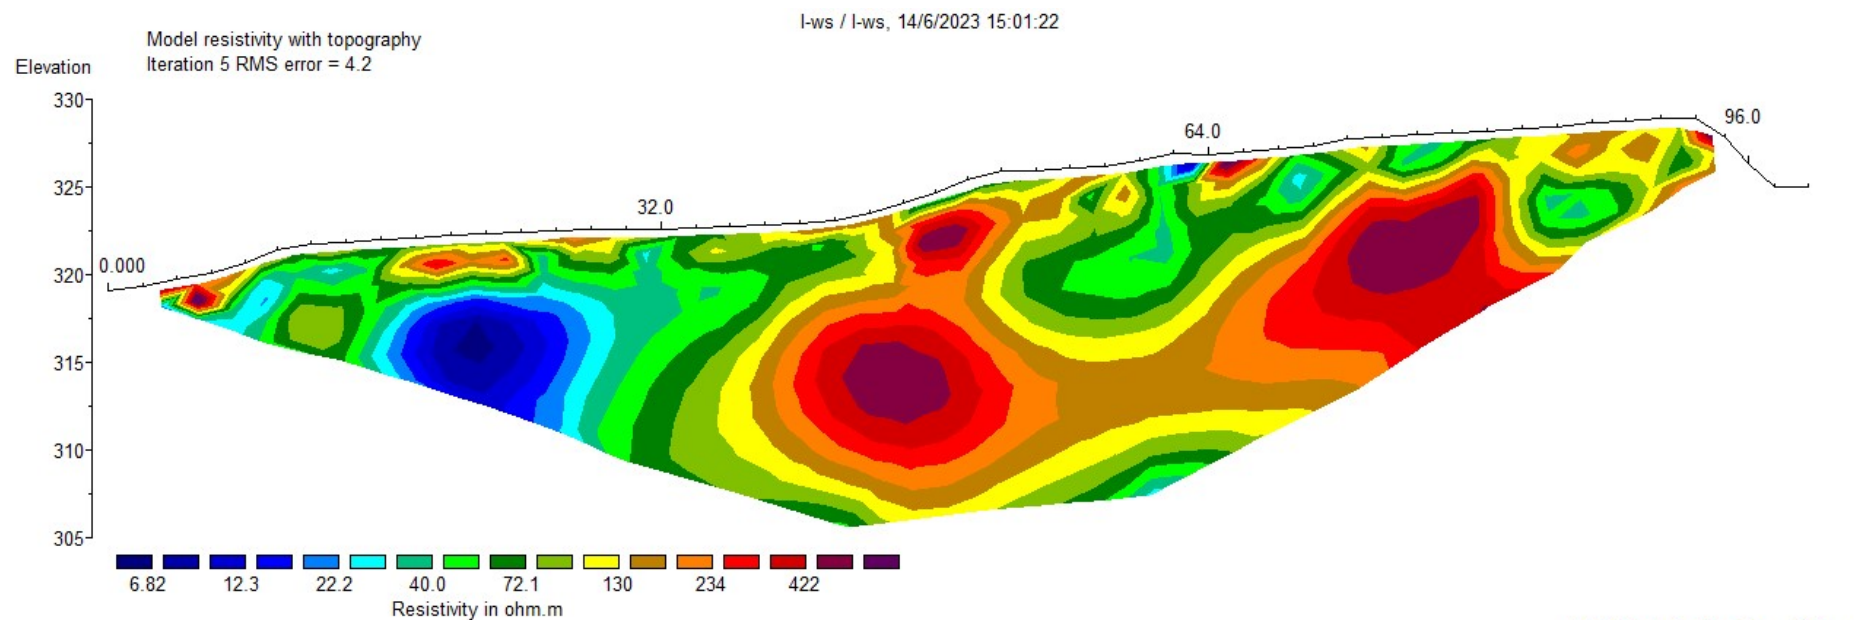 l-ws / l-ws, 14/6/2023 15:01:22
Model resistivity with topography
Iteration 5 RMS error = 4.2
Elevation
330
96.0
64.0
325
32.0
0.000
320
315
310
305
6.82 12.3 22.2 40.0 72.1 130 234 422
Resistivity in ohm.m